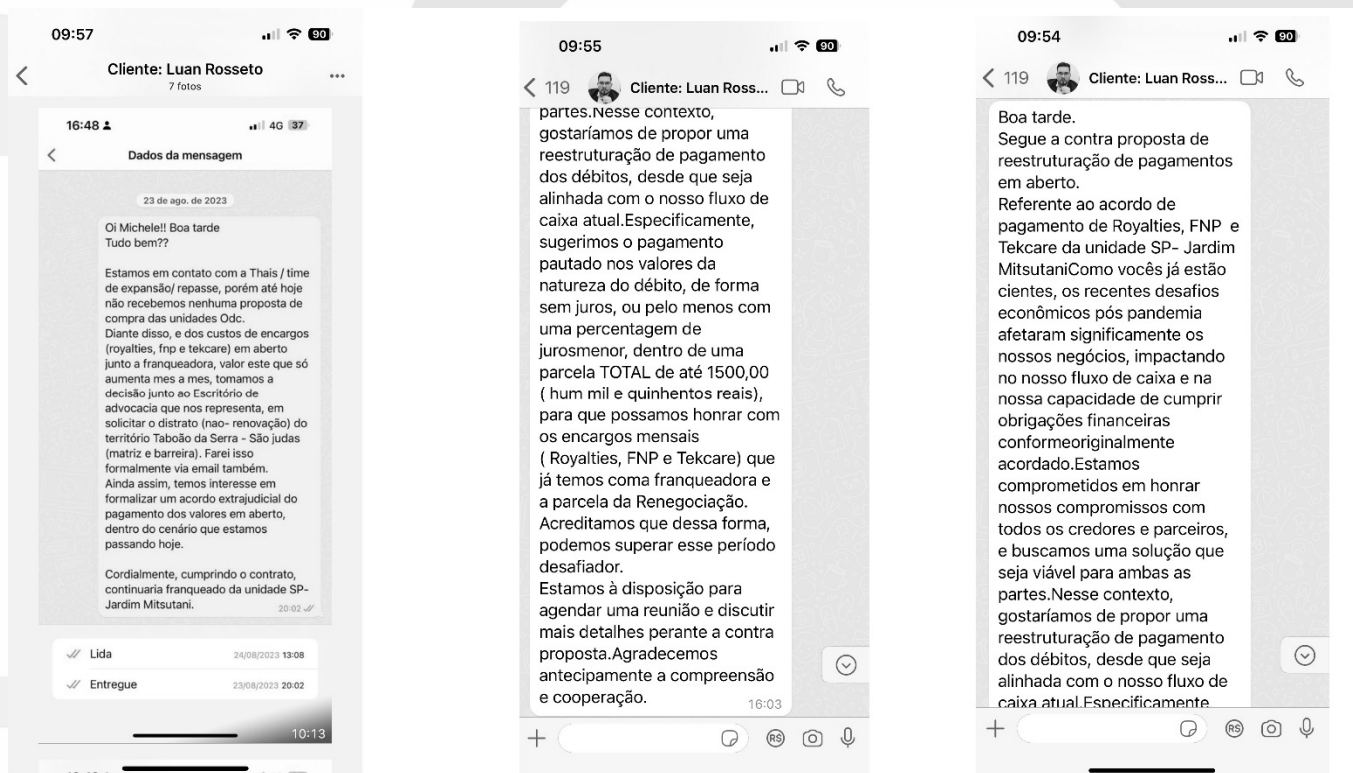 09:57
90
Cliente: Luan Rosseto
7 fotos
16:48
4G 37
Dados da mensagem
23 de ago. de 2023
Oi Michele!! Boa tarde
Tudo bem??
Estamos em contato com a Thais / time
de expansão/ repasse, porém até hoje
não recebemos nenhuma proposta de
compra das unidades Odc.
Diante disso, e dos custos de encargos
(royalties, fnp e tekcare) em aberto
junto a franqueadora, valor este que só
aumenta mes a mes, tomamos a
decisão junto ao Escritório de
advocacia que nos representa, em
solicitar o distrato (nao- renovação) do
território Taboão da Serra - São judas
(matriz e barreira). Farei isso
formalmente via email também.
Ainda assim, temos interesse em
formalizar um acordo extrajudicial do
pagamento dos valores em aberto,
dentro do cenário que estamos
passando hoje.
Cordialmente, cumprindo o contrato,
continuaria franqueado da unidade SP-
Jardim Mitsutani.
20:02
Lida
24/08/2023 13:08
Entregue
23/08/2023 20:02
10:13
09:55
90
119
Cliente: Luan Ross...
partes.Nesse contexto,
gostaríamos de propor uma
reestruturação de pagamento
dos débitos, desde que seja
alinhada com o nosso fluxo de
caixa atual.Especificamente,
sugerimos o pagamento
pautado nos valores da
natureza do débito, de forma
sem juros, ou pelo menos com
uma percentagem de
jurosmenor, dentro de uma
parcela TOTAL de até 1500,00
( hum mil e quinhentos reais),
para que possamos honrar com
os encargos mensais
( Royalties, FNP e Tekcare) que
já temos coma franqueadora e
a parcela da Renegociação.
Acreditamos que dessa forma,
podemos superar esse período
desafiador.
Estamos à disposição para
agendar uma reunião e discutir
mais detalhes perante a contra
proposta.Agradecemos
antecipamente a compreensão
e cooperação.
16:03
R$
09:54
90
119
Cliente: Luan Ross...
Boa tarde.
Segue a contra proposta de
reestruturação de pagamentos
em aberto.
Referente ao acordo de
pagamento de Royalties, FNP e
Tekcare da unidade SP- Jardim
MitsutaniComo vocês já estão
cientes, os recentes desafios
econômicos pós pandemia
afetaram significamente os
nossos negócios, impactando
no nosso fluxo de caixa e na
nossa capacidade de cumprir
obrigações financeiras
conformeoriginalmente
acordado.Estamos
comprometidos em honrar
nossos compromissos com
todos os credores e parceiros,
e buscamos uma solução que
seja viável para ambas as
partes.Nesse contexto,
gostaríamos de propor uma
reestruturação de pagamento
dos débitos, desde que seja
alinhada com o nosso fluxo de
caixa atual.Especificamente
R$